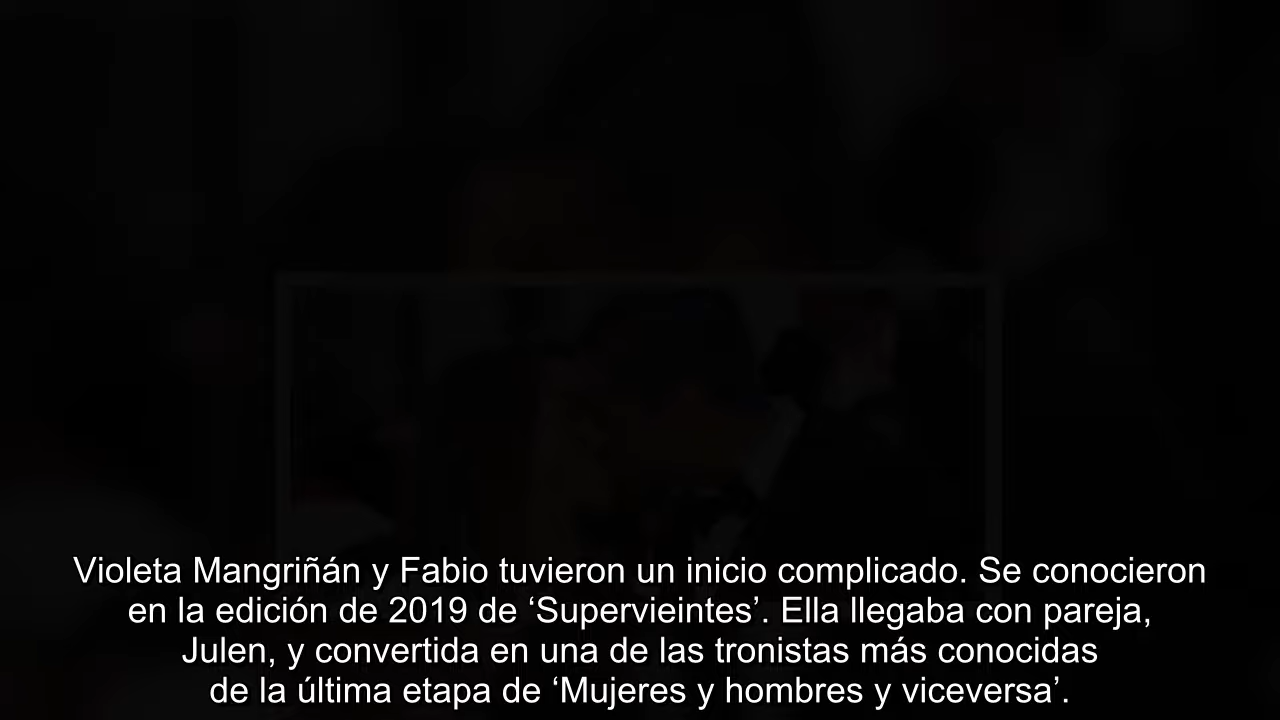 Violeta Mangriñán y Fabio tuvieron un inicio complicado. Se conocieron
en la edición de 2019 de ‘Supervieintes’. Ella llegaba con pareja,
Julen, y convertida en una de las tronistas más conocidas
de la última etapa de ‘Mujeres y hombres y viceversa’.